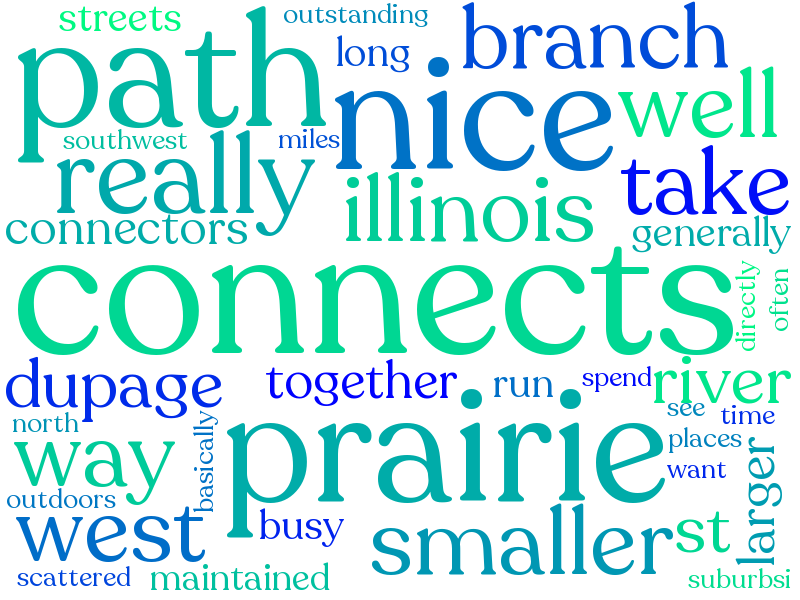 streets
outstanding
path
long
branch
nice
well
southwest
miles
really
take
illinois
connectors
generally
connects
directly
often
dupage
together
run
spend
river
see
time
north
basically
prairie
places
way
want
larger
outdoors
west
busy
smaller
st
scattered
maintained
suburbsi